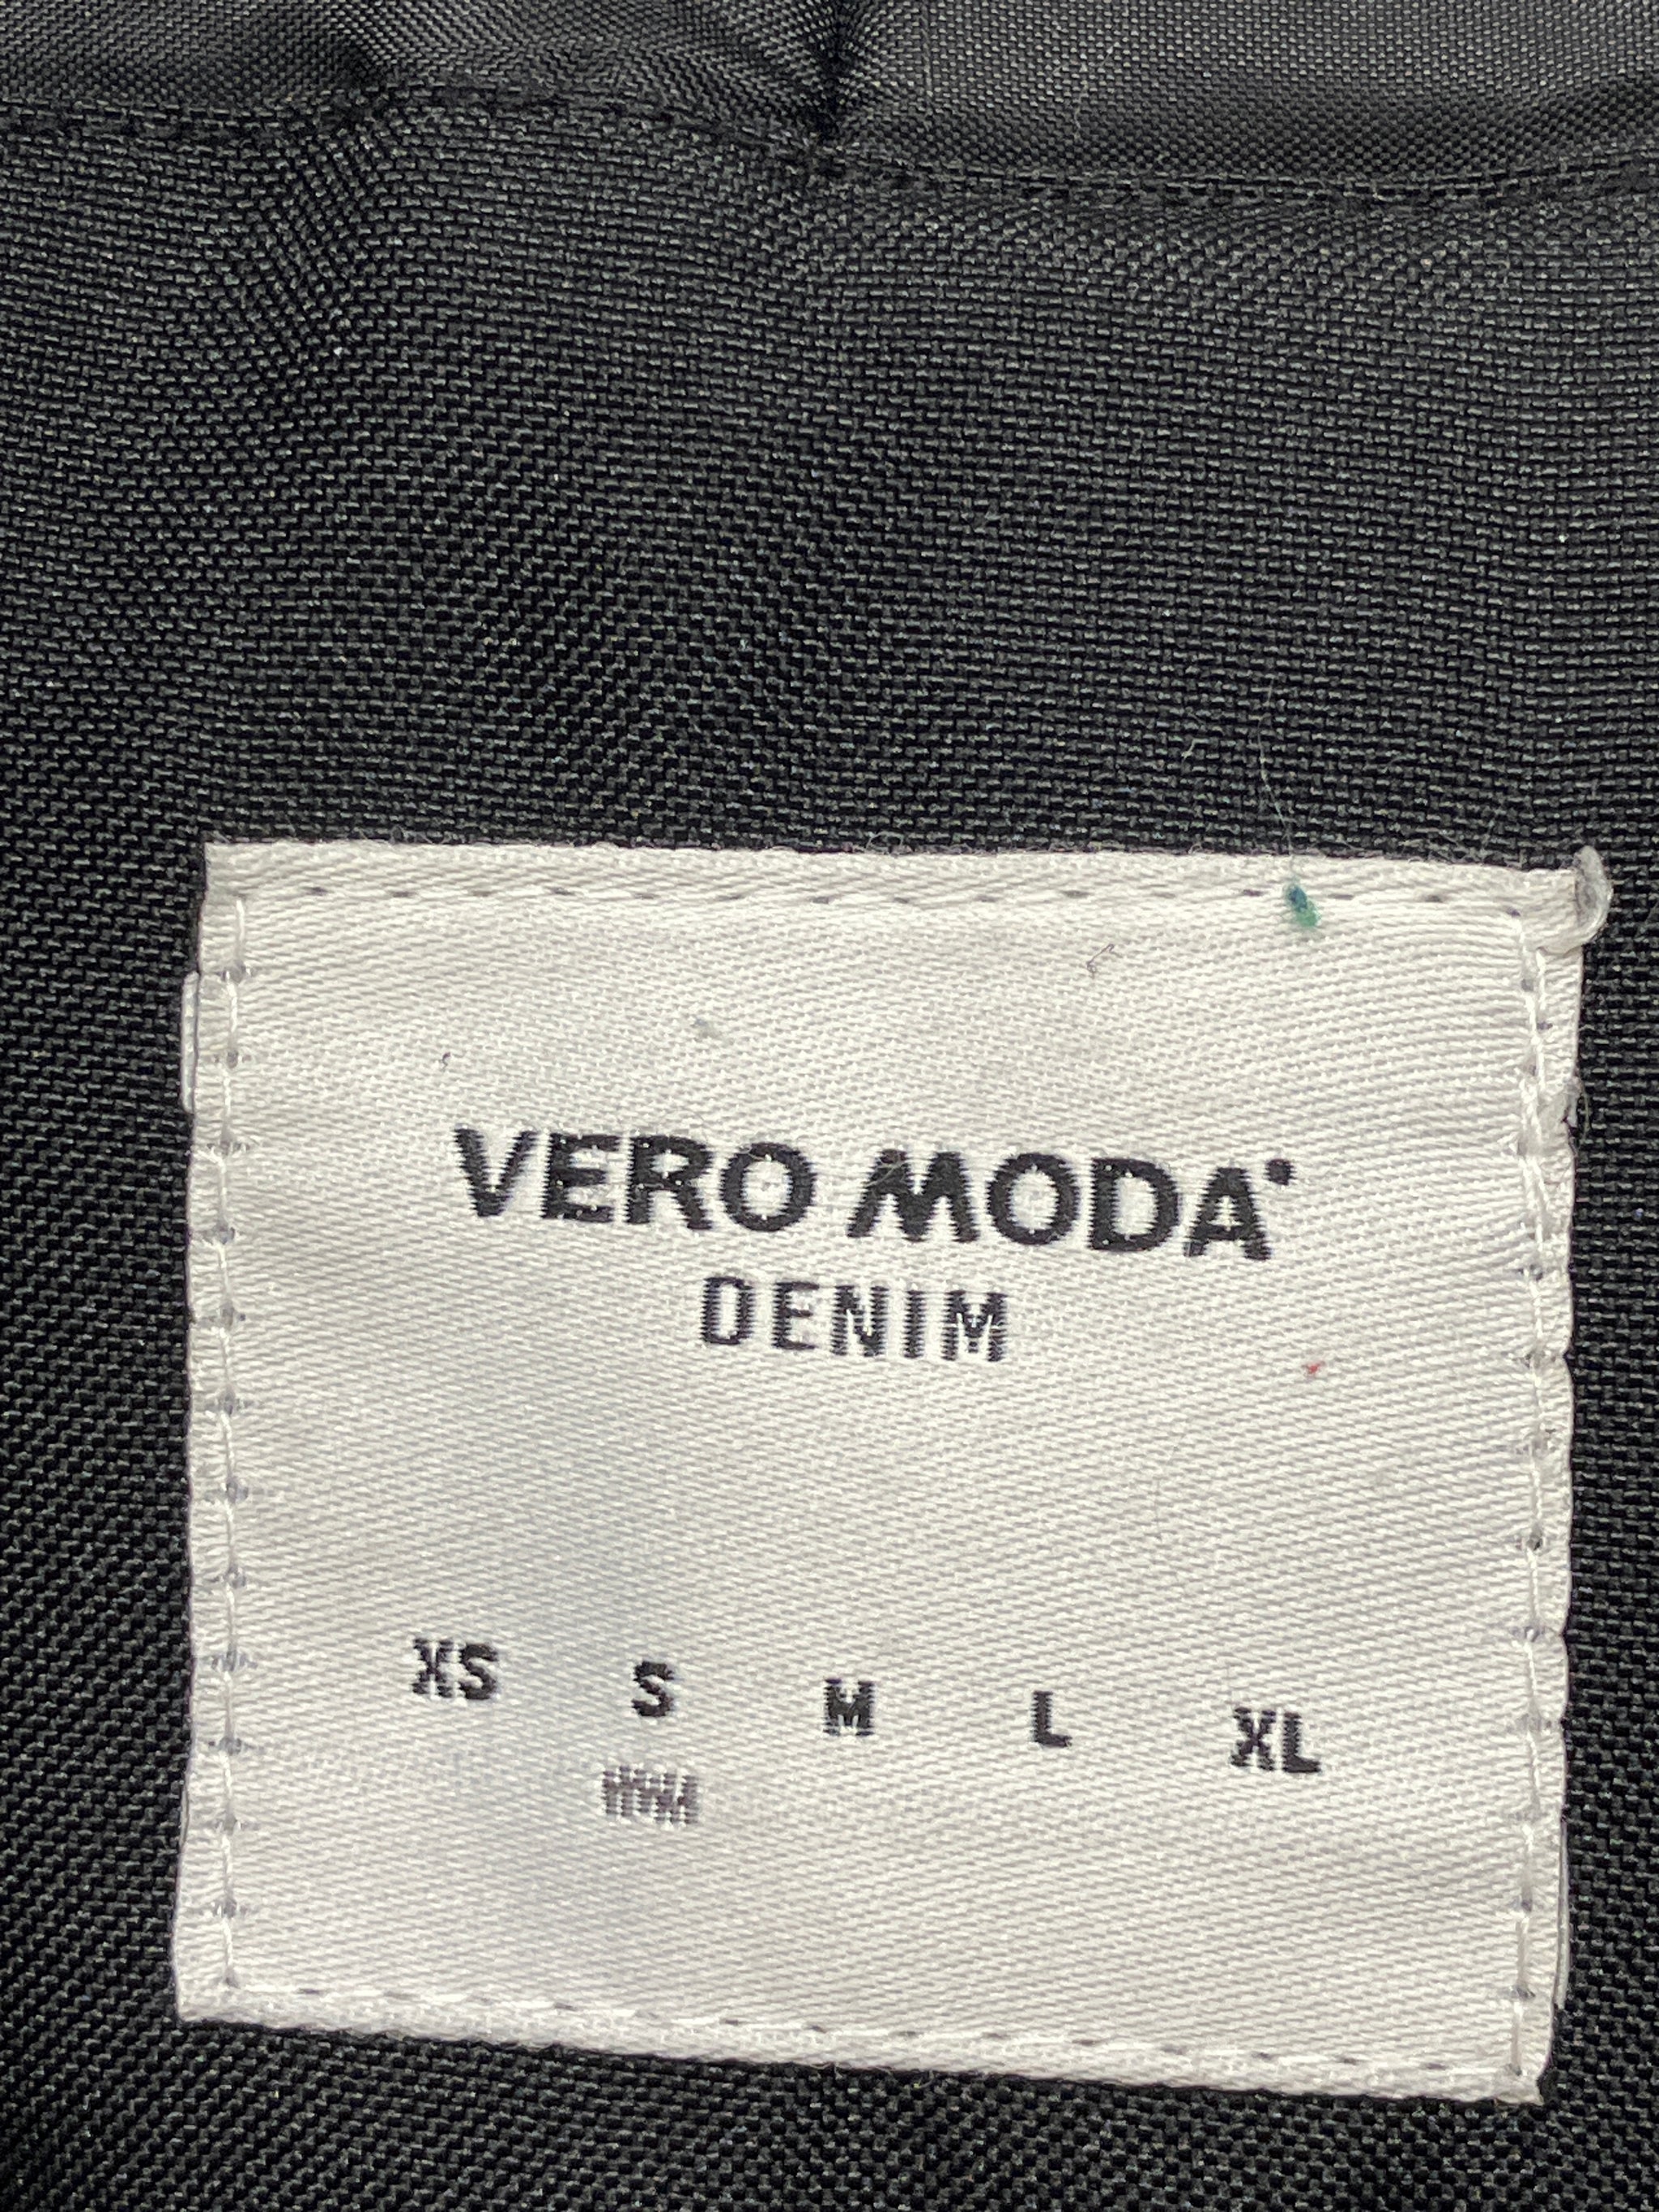 VERO MODA
DENIM
XS S M L XL